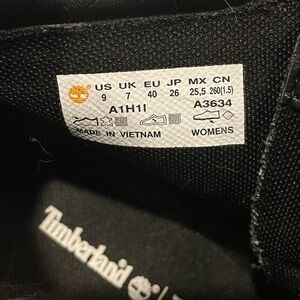 US UK EU JP MX CN
9 7 40 26 25,5 260(1.5)
A1H1I A3634
MADE IN VIETNAM WOMENS
Timberland